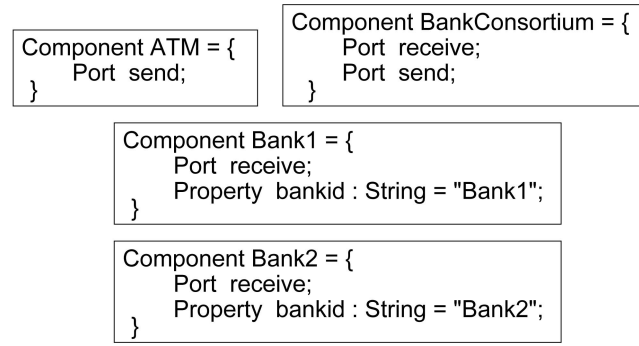 Component ATM = {
Port send;
}
Component BankConsortium = {
Port receive;
Port send;
}
Component Bank1 = {
Port receive;
Property bankid : String = "Bank1";
}
Component Bank2 = {
Port receive;
Property bankid : String = "Bank2";
}